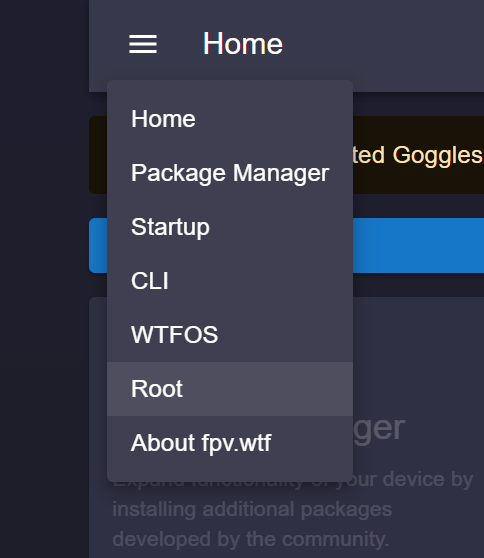 Home
Home
Package Manager
ted Goggles
Startup
CLI
WTFOS
Root
About fpv.wtf
ger
Expand functionality of your device by
installing additional packages
developed by the community.